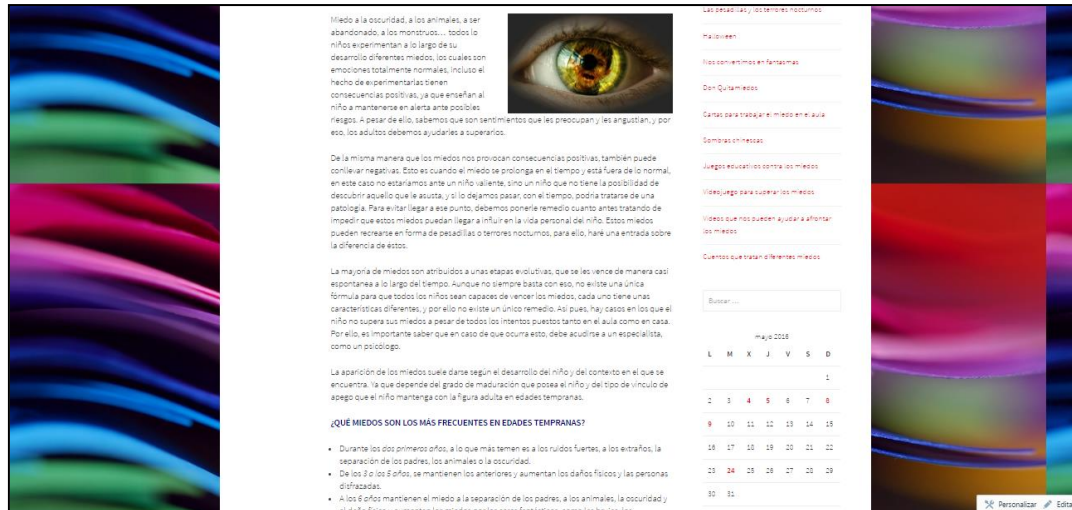 Miedo a la oscuridad, a los animales, a ser
abandonado, a los monstruos… todos lo
niños experimentan a lo largo de su
desarrollo diferentes miedos, los cuales son
emociones totalmente normales, incluso el
hecho de experimentarlas tienen
consecuencias positivas, ya que enseñan al
niño a mantenerse en alerta ante posibles
riesgos. A pesar de ello, sabemos que son sentimientos que les preocupan y les angustian, y por
eso, los adultos debemos ayudarles a superarlos.
De la misma manera que los miedos nos provocan consecuencias positivas, también puede
conllevar negativas. Esto es cuando el miedo se prolonga en el tiempo y está fuera de lo normal,
en este caso no estaríamos ante un niño valiente, sino un niño que no tiene la posibilidad de
descubrir aquello que le asusta, y si lo dejamos pasar, con el tiempo, podría tratarse de una
patología. Para evitar llegar a ese punto, debemos ponerle remedio cuanto antes tratando de
impedir que estos miedos puedan llegar a influir en la vida personal del niño. Estos miedos
pueden recrearse en forma de pesadillas o terrores nocturnos, para ello, haré una entrada sobre
la diferencia de éstos.
La mayoría de miedos son atribuidos a unas etapas evolutivas, que se les vence de manera casi
espontanea a lo largo del tiempo. Aunque no siempre basta con eso, no existe una única
fórmula para que todos los niños sean capaces de vencer los miedos, cada uno tiene unas
características diferentes, y por ello no existe un único remedio. Así pues, hay casos en los que el
niño no supera sus miedos a pesar de todos los intentos puestos tanto en el aula como en casa.
Por ello, es importante saber que en caso de que ocurra esto, debe acudirse a un especialista,
como un psicólogo.
La aparición de los miedos suele darse según el desarrollo del niño y del contexto en el que se
encuentra. Ya que depende del grado de maduración que posea el niño y del tipo de vínculo de
apego que el niño mantenga con la figura adulta en edades tempranas.
¿QUÉ MIEDOS SON LOS MÁS FRECUENTES EN EDADES TEMPRANAS?
• Durante los dos primeros años, a lo que más temen es a los ruidos fuertes, a los extraños, la
separación de los padres, los animales o la oscuridad.
• De los 3 a los 5 años, se mantienen los anteriores y aumentan los daños físicos y las personas
disfrazadas.
• A los 6 años mantienen el miedo a la separación de los padres, a los animales, la oscuridad y
Las pesadillas y los terrores nocturnos
Halloween
Nos convertimos en fantasmas
Don Quitamiedos
Cartas para trabajar el miedo en el aula
Sombras chinescas
Juegos educativos contra los miedos
Videojuego para superar los miedos
Videos que nos pueden ayudar a afrontar
los miedos
Cuentos que tratan diferentes miedos
Buscar …
mayo 2016
L M X J V S D
1
2 3 4 5 6 7 8
9 10 11 12 13 14 15
16 17 18 19 20 21 22
23 24 25 26 27 28 29
30 31
Personalizar Edita